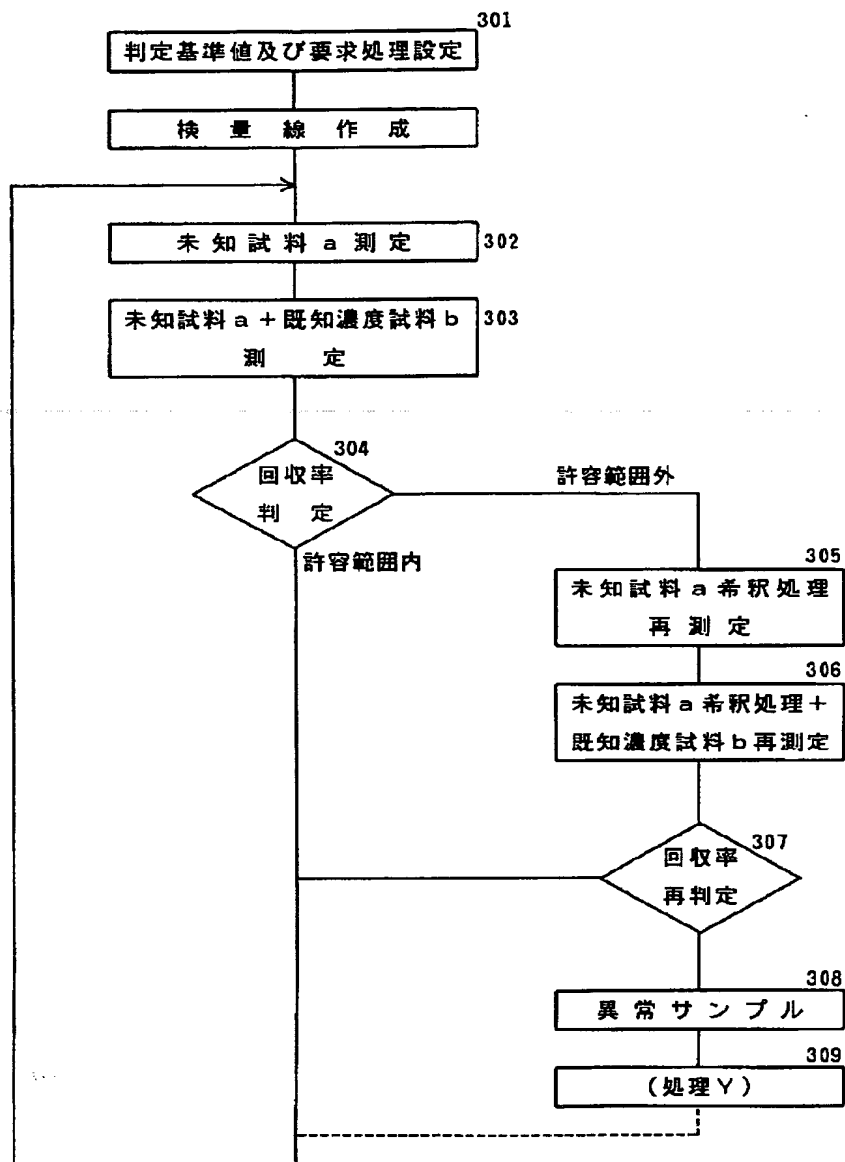 301
判定基準値及び要求処理設定
検量線作成
未知試料a測定
302
未知試料a+既知濃度試料b
測定
303
304
回収率
判定
許容範囲外
許容範囲内
305
未知試料a希釈処理
再測定
306
未知試料a希釈処理+
既知濃度試料b再測定
307
回収率
再判定
308
異常サンプル
309
(処理Y)